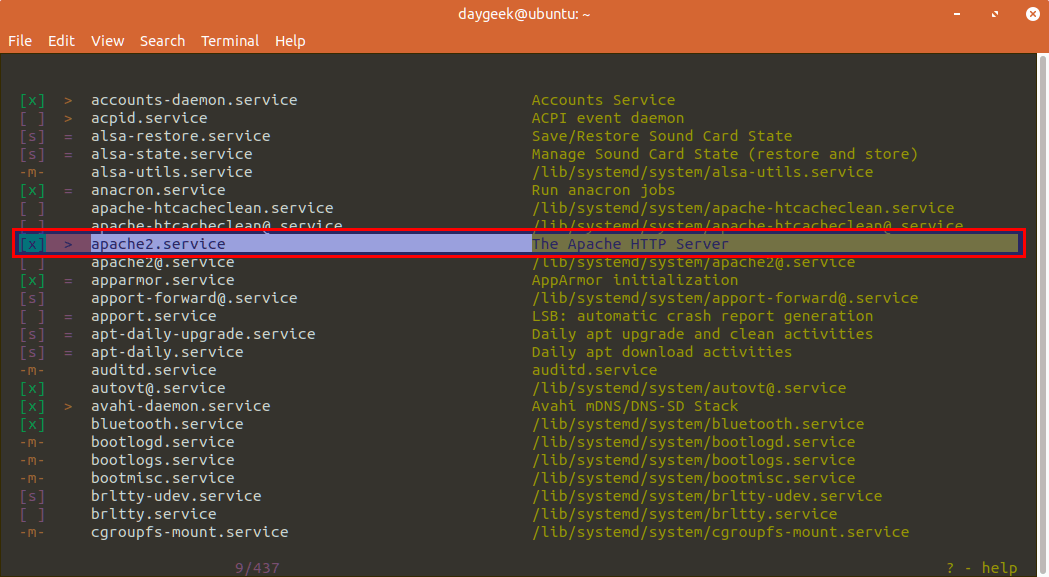 daygeek@ubuntu: ~
File Edit View Search Terminal Help
[x] > accounts-daemon.service Accounts Service
[ ] > acpid.service ACPI event daemon
[s] = alsa-restore.service Save/Restore Sound Card State
[s] = alsa-state.service Manage Sound Card State (restore and store)
-m- alsa-utils.service /lib/systemd/system/alsa-utils.service
[x] = anacron.service Run anacron jobs
[ ] apache-htcacheclean.service /lib/systemd/system/apache-htcacheclean.service
[ ] apache-htcacheclean@.service /lib/systemd/system/apache-htcacheclean@.service
[x] > apache2.service The Apache HTTP Server
[ ] apache2@.service /lib/systemd/system/apache2@.service
[x] = apparmor.service AppArmor initialization
[s] apport-forward@.service /lib/systemd/system/apport-forward@.service
[ ] = apport.service LSB: automatic crash report generation
[s] = apt-daily-upgrade.service Daily apt upgrade and clean activities
[s] = apt-daily.service Daily apt download activities
-m- auditd.service auditd.service
[x] autovt@.service /lib/systemd/system/autovt@.service
[x] > avahi-daemon.service Avahi mDNS/DNS-SD Stack
[x] bluetooth.service /lib/systemd/system/bluetooth.service
-m- bootlogd.service /lib/systemd/system/bootlogd.service
-m- bootlogs.service /lib/systemd/system/bootlogs.service
-m- bootmisc.service /lib/systemd/system/bootmisc.service
[s] brltty-udev.service /lib/systemd/system/brltty-udev.service
[ ] brltty.service /lib/systemd/system/brltty.service
-m- cgroupfs-mount.service /lib/systemd/system/cgroupfs-mount.service
9/437 ? - help